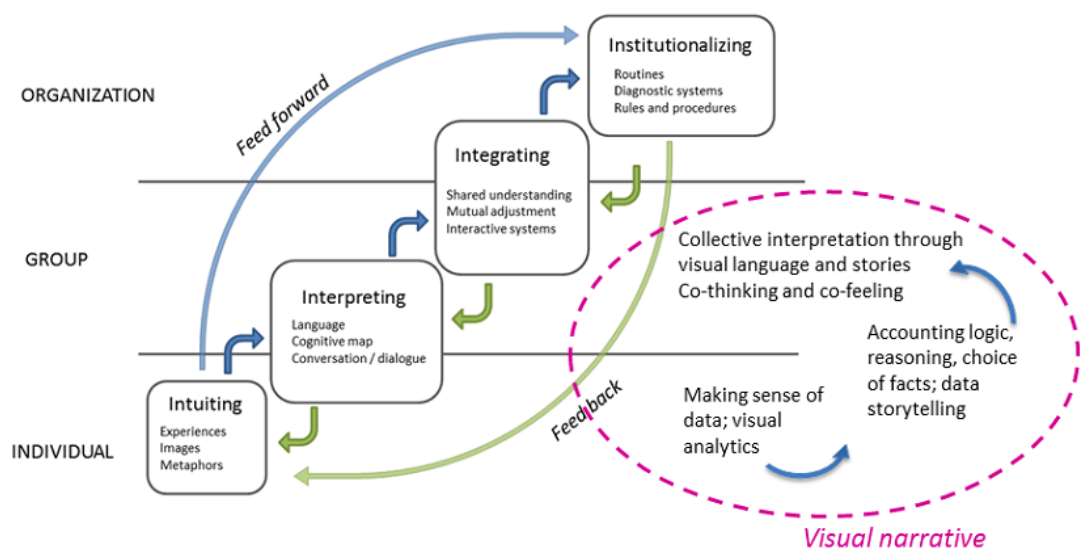 Institutionalizing
Routines
Diagnostic systems
Rules and procedures
ORGANIZATION
Feed forward
Integrating
Shared understanding
Mutual adjustment
Interactive systems
GROUP
Interpreting
Language
Cognitive map
Conversation / dialogue
Intuiting
Experiences
Images
Metaphors
INDIVIDUAL
Feed back
Collective interpretation through
visual language and stories
Co-thinking and co-feeling
Accounting logic,
reasoning, choice
of facts; data
storytelling
Making sense of
data; visual
analytics
Visual narrative